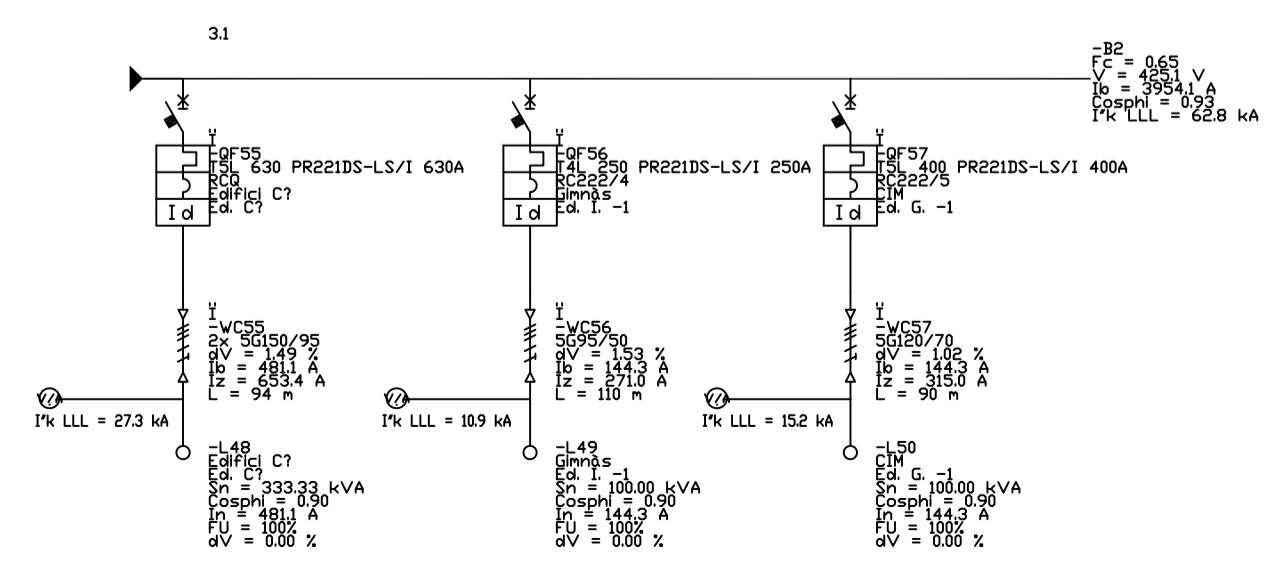 3.1
-B2
Fc = 0.65
V = 425.1 V
Ib = 3954.1 A
Cosphi = 0.93
I"k LLL = 62.8 kA
Ü
I
-QF55
T5L 630 PR221DS-LS/I 630A
RCQ
Edifici C?
Ed. C?
Id
Ü
I
-QF56
T4L 250 PR221DS-LS/I 250A
RC222/4
Gimnàs
Ed. I. -1
Id
Ü
I
-QF57
T5L 400 PR221DS-LS/I 400A
RC222/5
CIM
Ed. G. -1
Id
Ü
I
-WC55
2x 5G150/95
dV = 1.49 %
Ib = 481.1 A
Iz = 653.4 A
L = 94 m
I"k LLL = 27.3 kA
Ü
I
-WC56
5G95/50
dV = 1.53 %
Ib = 144.3 A
Iz = 271.0 A
L = 110 m
I"k LLL = 10.9 kA
Ü
I
-WC57
5G120/70
dV = 1.02 %
Ib = 144.3 A
Iz = 315.0 A
L = 90 m
I"k LLL = 15.2 kA
-L48
Edifici C?
Ed. C?
Sn = 333.33 kVA
Cosphi = 0.90
In = 481.1 A
FU = 100%
dV = 0.00 %
-L49
Gimnàs
Ed. I. -1
Sn = 100.00 kVA
Cosphi = 0.90
In = 144.3 A
FU = 100%
dV = 0.00 %
-L50
CIM
Ed. G. -1
Sn = 100.00 kVA
Cosphi = 0.90
In = 144.3 A
FU = 100%
dV = 0.00 %